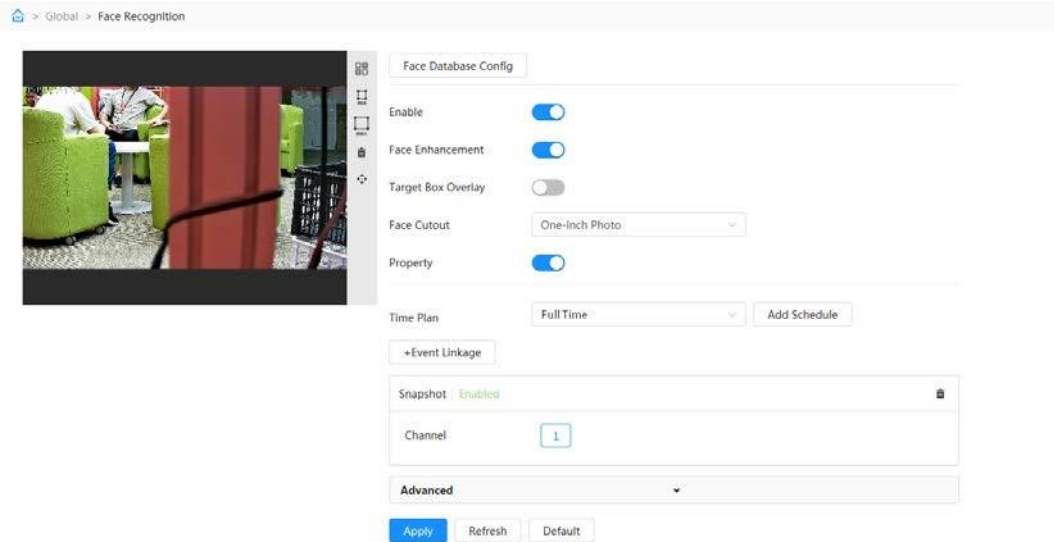 > Global > Face Recognition
Face Database Config
Enable
Face Enhancement
Target Box Overlay
Face Cutout One-Inch Photo
Property
Time Plan Full Time Add Schedule
+Event Linkage
Snapshot Enabled
Channel 1
Advanced
Apply Refresh Default